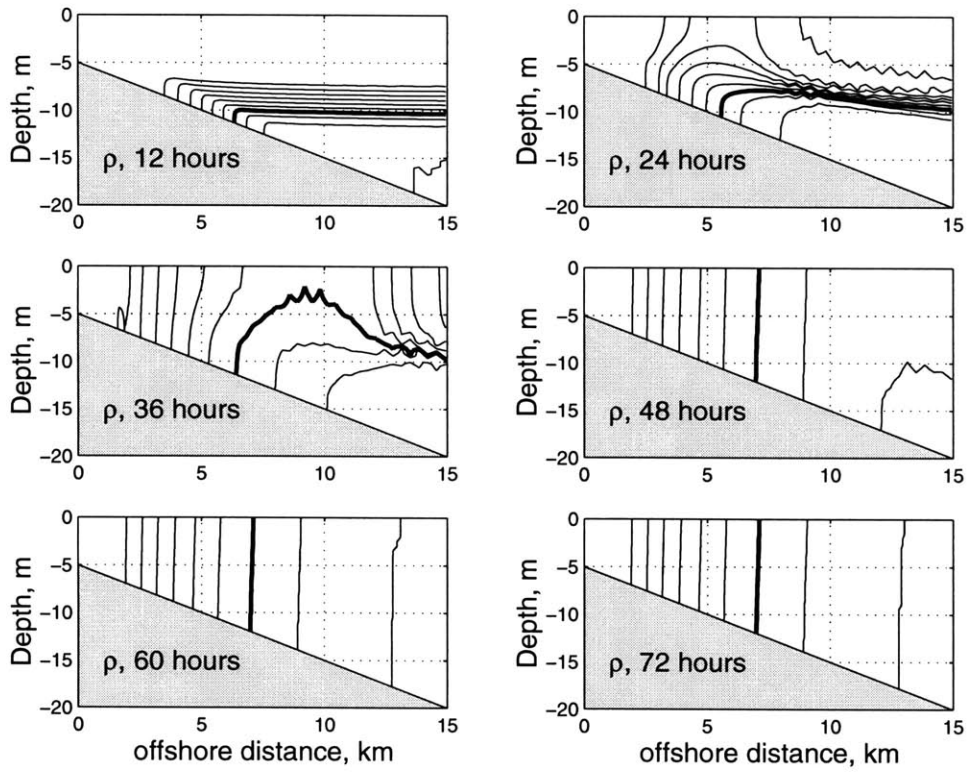 0
−5
−10
−15
−20
Depth, m
ρ, 12 hours
0 5 10 15
0
−5
−10
−15
−20
Depth, m
ρ, 24 hours
0 5 10 15
0
−5
−10
−15
−20
Depth, m
ρ, 36 hours
0 5 10 15
0
−5
−10
−15
−20
Depth, m
ρ, 48 hours
0 5 10 15
0
−5
−10
−15
−20
Depth, m
ρ, 60 hours
0 5 10 15
offshore distance, km
0
−5
−10
−15
−20
Depth, m
ρ, 72 hours
0 5 10 15
offshore distance, km